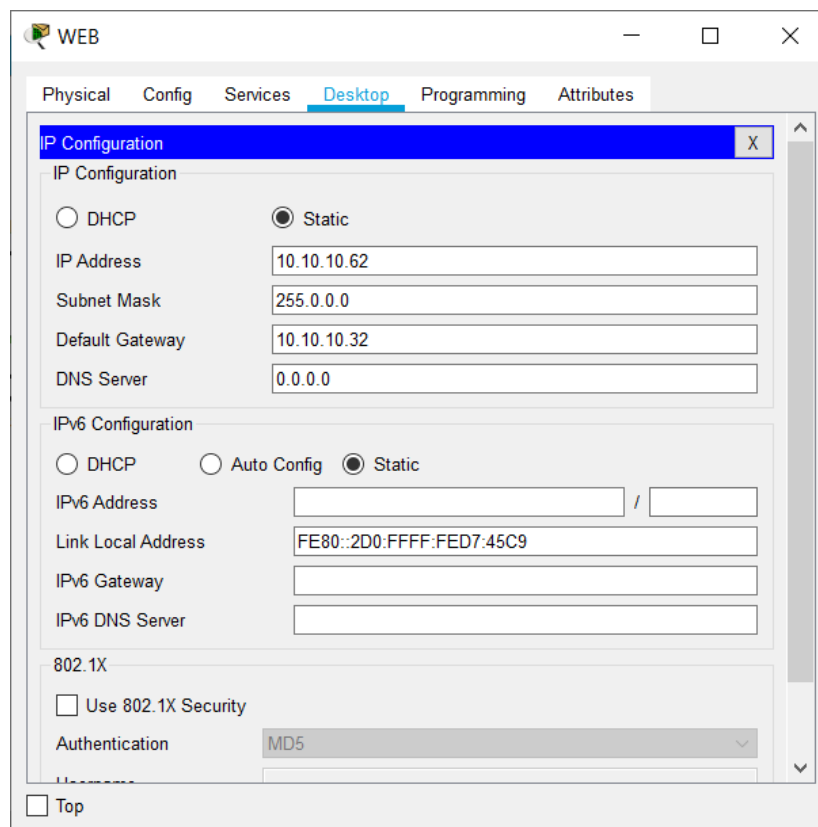 WEB
Physical Config Services Desktop Programming Attributes
IP Configuration X
IP Configuration
DHCP Static
IP Address 10.10.10.62
Subnet Mask 255.0.0.0
Default Gateway 10.10.10.32
DNS Server 0.0.0.0
IPv6 Configuration
DHCP Auto Config Static
IPv6 Address /
Link Local Address FE80::2D0:FFFF:FED7:45C9
IPv6 Gateway
IPv6 DNS Server
802.1X
Use 802.1X Security
Authentication MD5
Username
Top